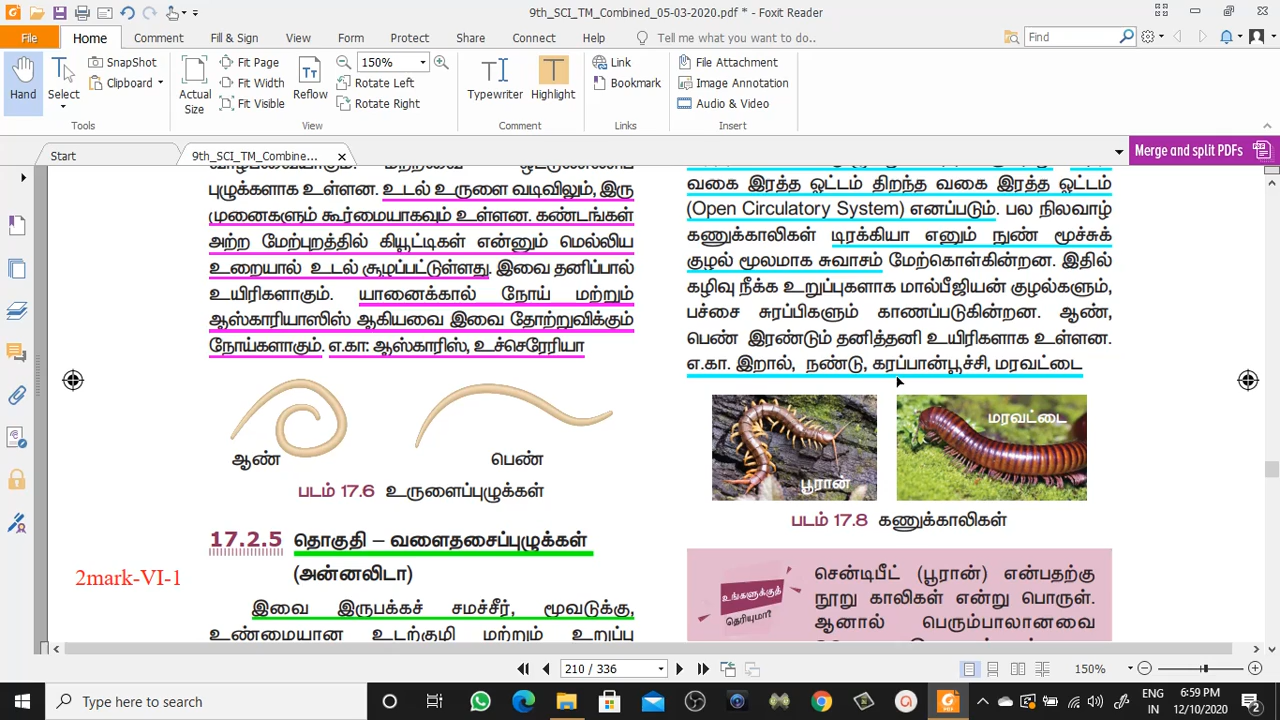 9th_SCI_TM_Combined_05-03-2020.pdf * - Foxit Reader
File Home Comment Fill & Sign View Form Protect Share Connect Help Tell me what you want to do.. Find
Hand Select SnapShot Clipboard Actual Size Fit Page Fit Width Fit Visible Reflow 150% Rotate Left Rotate Right Typewriter Highlight Link Bookmark File Attachment Image Annotation Audio & Video
Tools View Comment Links Insert
Start 9th_SCI_TM_Combine... Merge and split PDFs
புழுக்களாக உள்ளன. உடல் உருளை வடிவிலும், இரு
முனைகளும் கூர்மையாகவும் உள்ளன. கண்டங்கள்
அற்ற மேற்புறத்தில் கியூட்டிகள் என்னும் மெல்லிய
உறையால் உடல் சூழப்பட்டுள்ளது. இவை தனிப்பால்
உயிரிகளாகும். யானைக்கால் நோய் மற்றும்
ஆஸ்காரியாஸிஸ் ஆகியவை இவை தோற்றுவிக்கும்
நோய்களாகும். எ.கா: ஆஸ்காரிஸ், உச்செரேரியா
ஆண் பெண்
படம் 17.6 உருளைப்புழுக்கள்
17.2.5 தொகுதி – வளைதசைப்புழுக்கள்
(அன்னலிடா)
2mark-VI-1
இவை இருபக்கச் சமச்சீர், மூவடுக்கு,
உண்மையான உடற்குழி மற்றும் உறுப்பு
வகை இரத்த ஓட்டம் திறந்த வகை இரத்த ஓட்டம்
(Open Circulatory System) எனப்படும். பல நிலவாழ்
கணுக்காலிகள் டிரக்கியா எனும் நுண் மூச்சுக்
குழல் மூலமாக சுவாசம் மேற்கொள்கின்றன. இதில்
கழிவு நீக்க உறுப்புகளாக மால்பீஜியன் குழல்களும்,
பச்சை சுரப்பிகளும் காணப்படுகின்றன. ஆண்,
பெண் இரண்டும் தனித்தனி உயிரிகளாக உள்ளன.
எ.கா. இறால், நண்டு, கரப்பான்பூச்சி, மரவட்டை
பூரான் மரவட்டை
படம் 17.8 கணுக்காலிகள்
உங்களுக்குத்
தெரியுமா?
சென்டிபீட் (பூரான்) என்பதற்கு
நூறு காலிகள் என்று பொருள்.
ஆனால் பெரும்பாலானவை
210 / 336 150%
Type here to search ENG IN 6:59 PM 12/10/2020 2